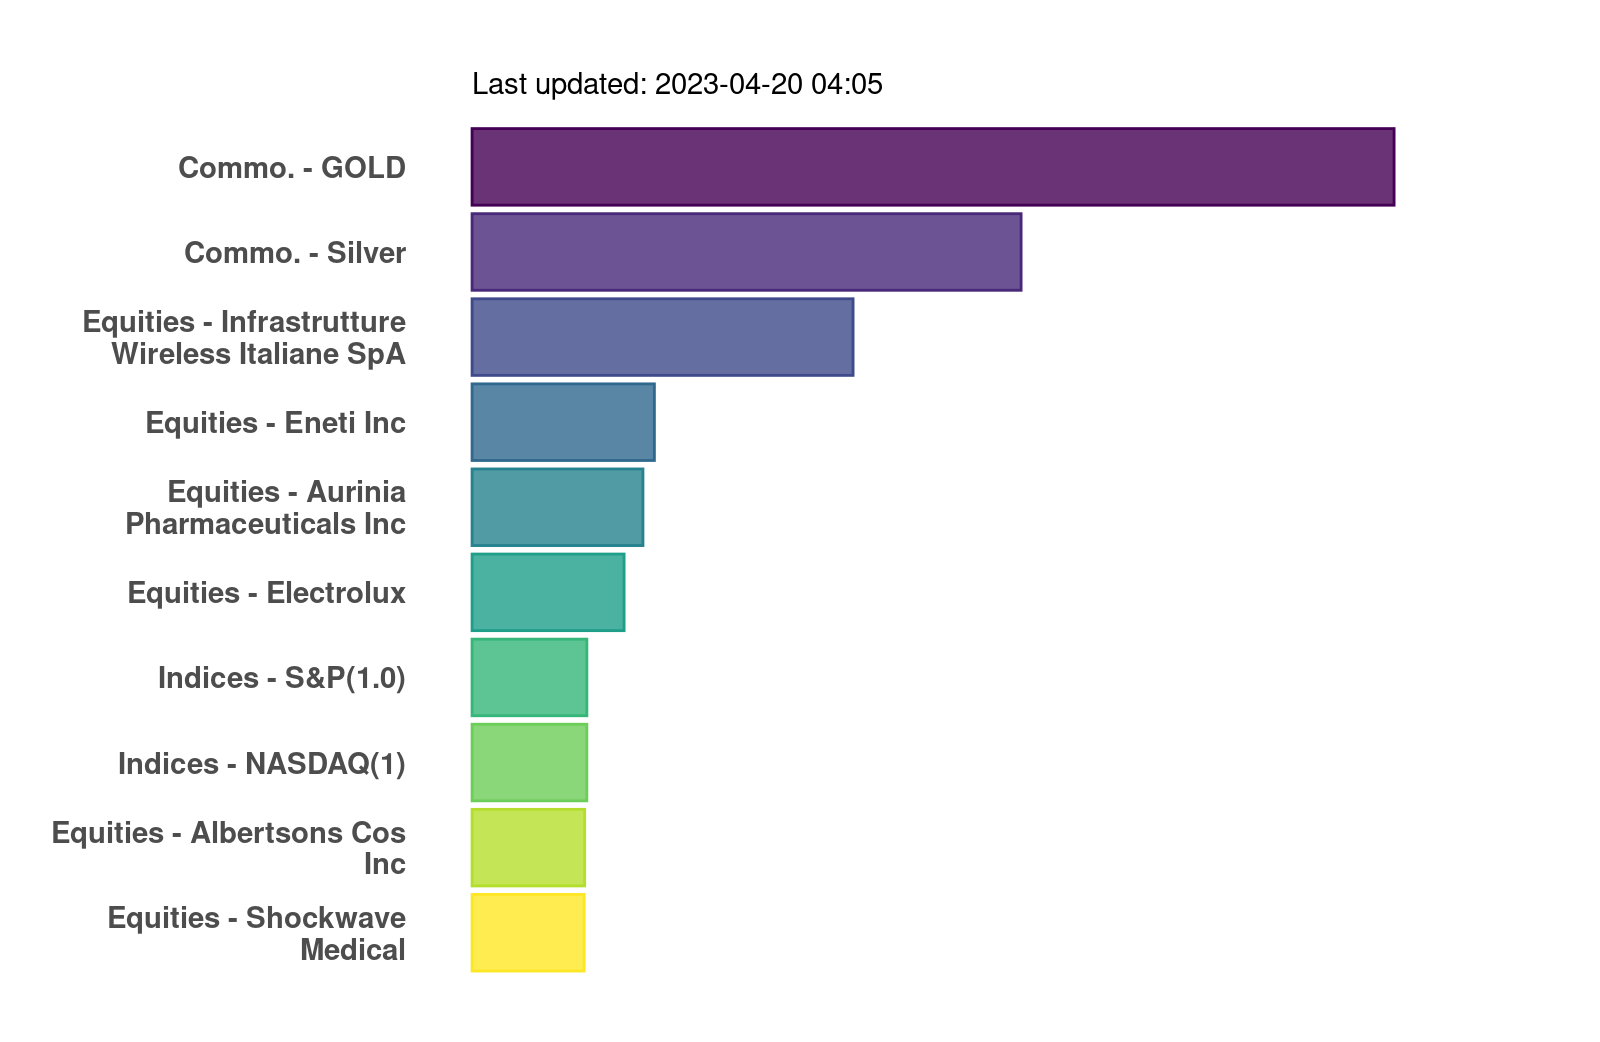 Last updated: 2023-04-20 04:05
Commo. - GOLD
Commo. - Silver
Equities - Infrastrutture
Wireless Italiane SpA
Equities - Eneti Inc
Equities - Aurinia
Pharmaceuticals Inc
Equities - Electrolux
Indices - S&P(1.0)
Indices - NASDAQ(1)
Equities - Albertsons Cos
Inc
Equities - Shockwave
Medical